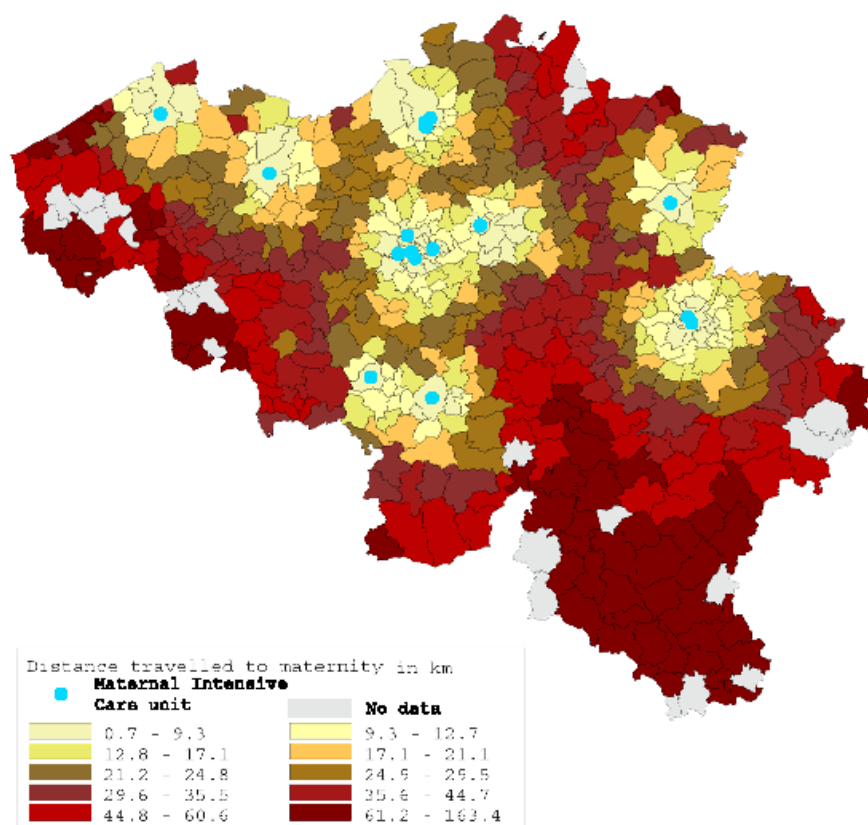 Distance travelled to maternity in km
Maternal Intensive
Care unit
No data
0.7 - 9.3
9.3 - 12.7
12.8 - 17.1
17.1 - 21.1
21.2 - 24.8
24.9 - 29.5
29.6 - 35.5
35.6 - 44.7
44.8 - 60.6
61.2 - 163.4